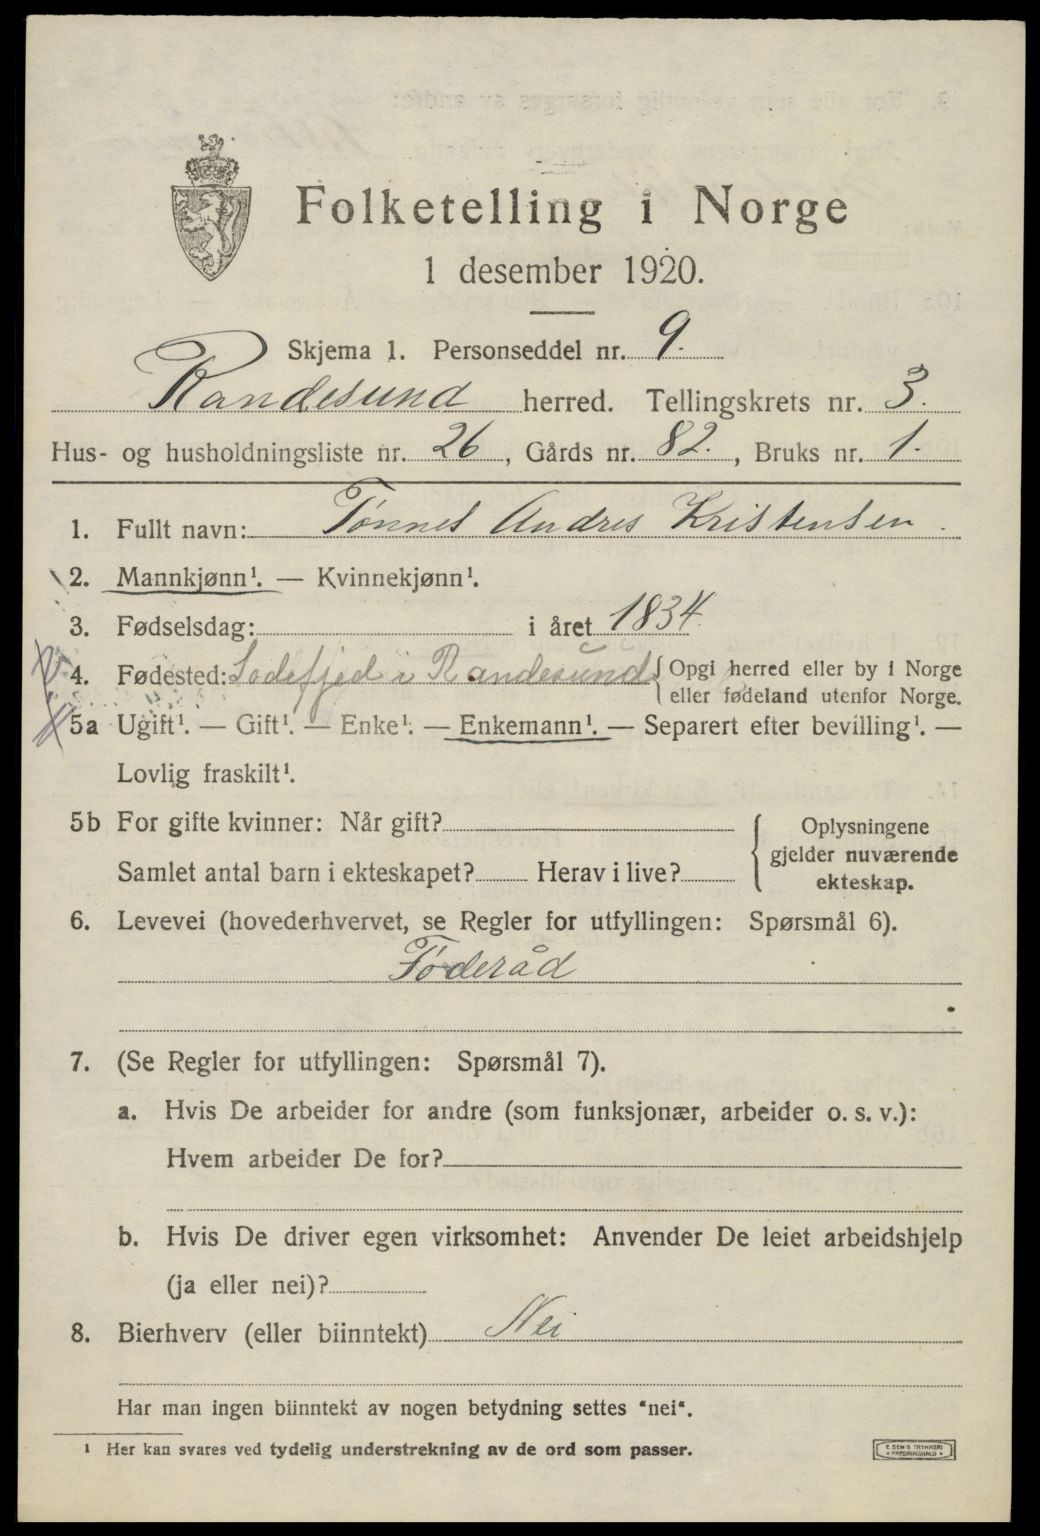 Folketelling i Norge
1 desember 1920.
Skjema 1. Personseddel nr. 9.
Randesund herred. Tellingskrets nr. 3.
Hus- og husholdningsliste nr. 26, Gårds nr. 82., Bruks nr. 1.
1. Fullt navn: Tønnes Andres Kristensen.
2. Mannkjønn¹. — Kvinnekjønn¹.
3. Fødselsdag: i året 1834
4. Fødested: i Randesund { Opgi herred eller by i Norge
eller fødeland utenfor Norge.
5a Ugift¹. — Gift¹. — Enke¹. — Enkemann¹. — Separert efter bevilling¹. —
Lovlig fraskilt¹.
5b For gifte kvinner: Når gift? { Oplysningene
gjelder nuværende
Samlet antal barn i ekteskapet? Herav i live?
ekteskap.
6. Levevei (hovederhvervet, se Regler for utfyllingen: Spørsmål 6).
Føderåd
7. (Se Regler for utfyllingen: Spørsmål 7).
a. Hvis De arbeider for andre (som funksjonær, arbeider o. s. v.):
Hvem arbeider De for?
b. Hvis De driver egen virksomhet: Anvender De leiet arbeidshjelp
(ja eller nei)?
8. Bierhverv (eller biinntekt) Nei
Har man ingen biinntekt av nogen betydning settes "nei".
1 Her kan svares ved tydelig understrekning av de ord som passer.